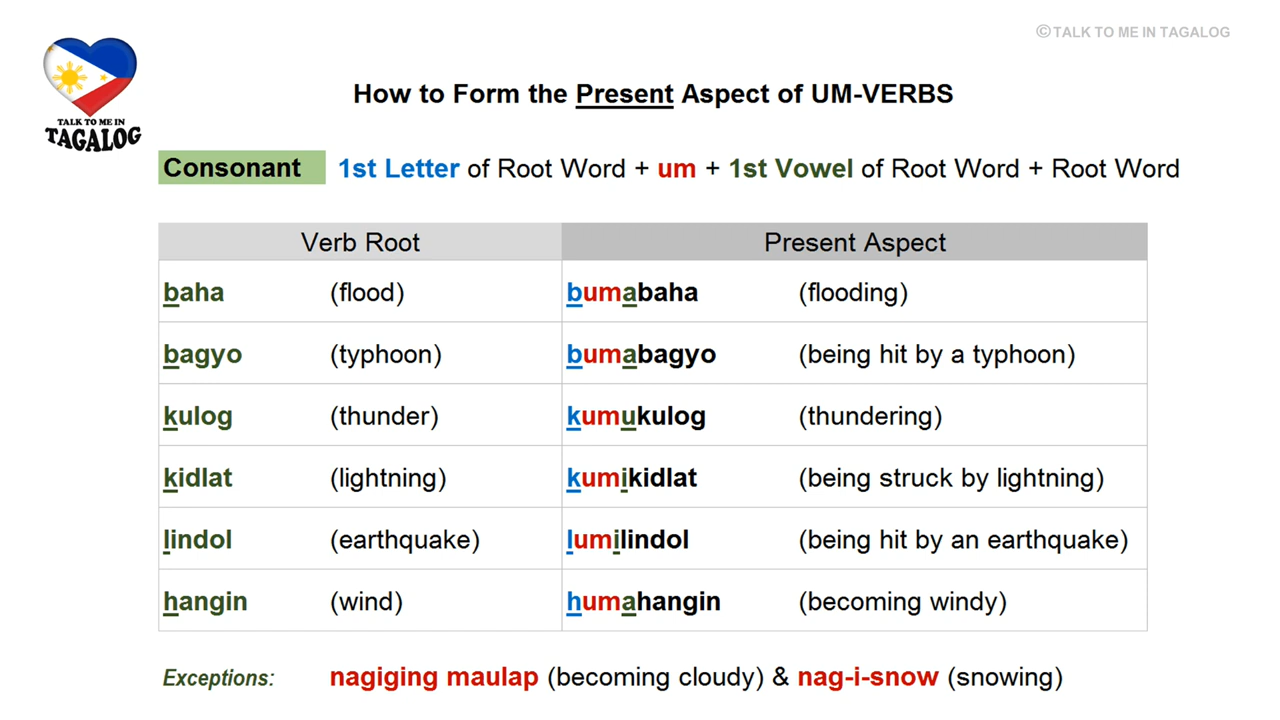 ©TALK TO ME IN TAGALOG
TALK TO ME IN
TAGALOG
How to Form the Present Aspect of UM-VERBS
Consonant 1st Letter of Root Word + um + 1st Vowel of Root Word + Root Word
Verb Root Present Aspect
baha (flood) bumabaha (flooding)
bagyo (typhoon) bumabagyo (being hit by a typhoon)
kulog (thunder) kumukulog (thundering)
kidlat (lightning) kumikidlat (being struck by lightning)
lindol (earthquake) lumilindol (being hit by an earthquake)
hangin (wind) humahangin (becoming windy)
Exceptions: nagiging maulap (becoming cloudy) & nag-i-snow (snowing)